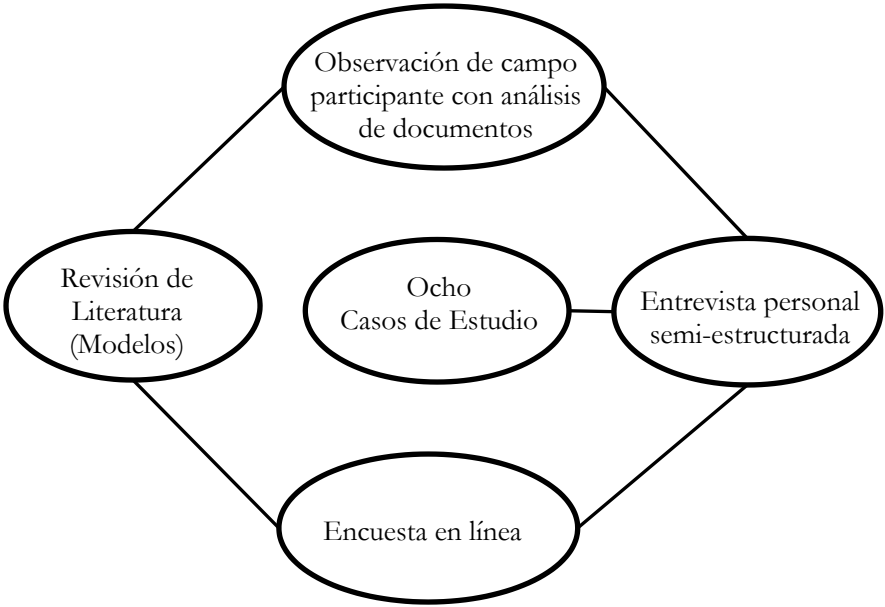 Observación de campo
participante con análisis
de documentos
Revisión de
Literatura
(Modelos)
Ocho
Casos de Estudio
Entrevista personal
semi-estructurada
Encuesta en línea